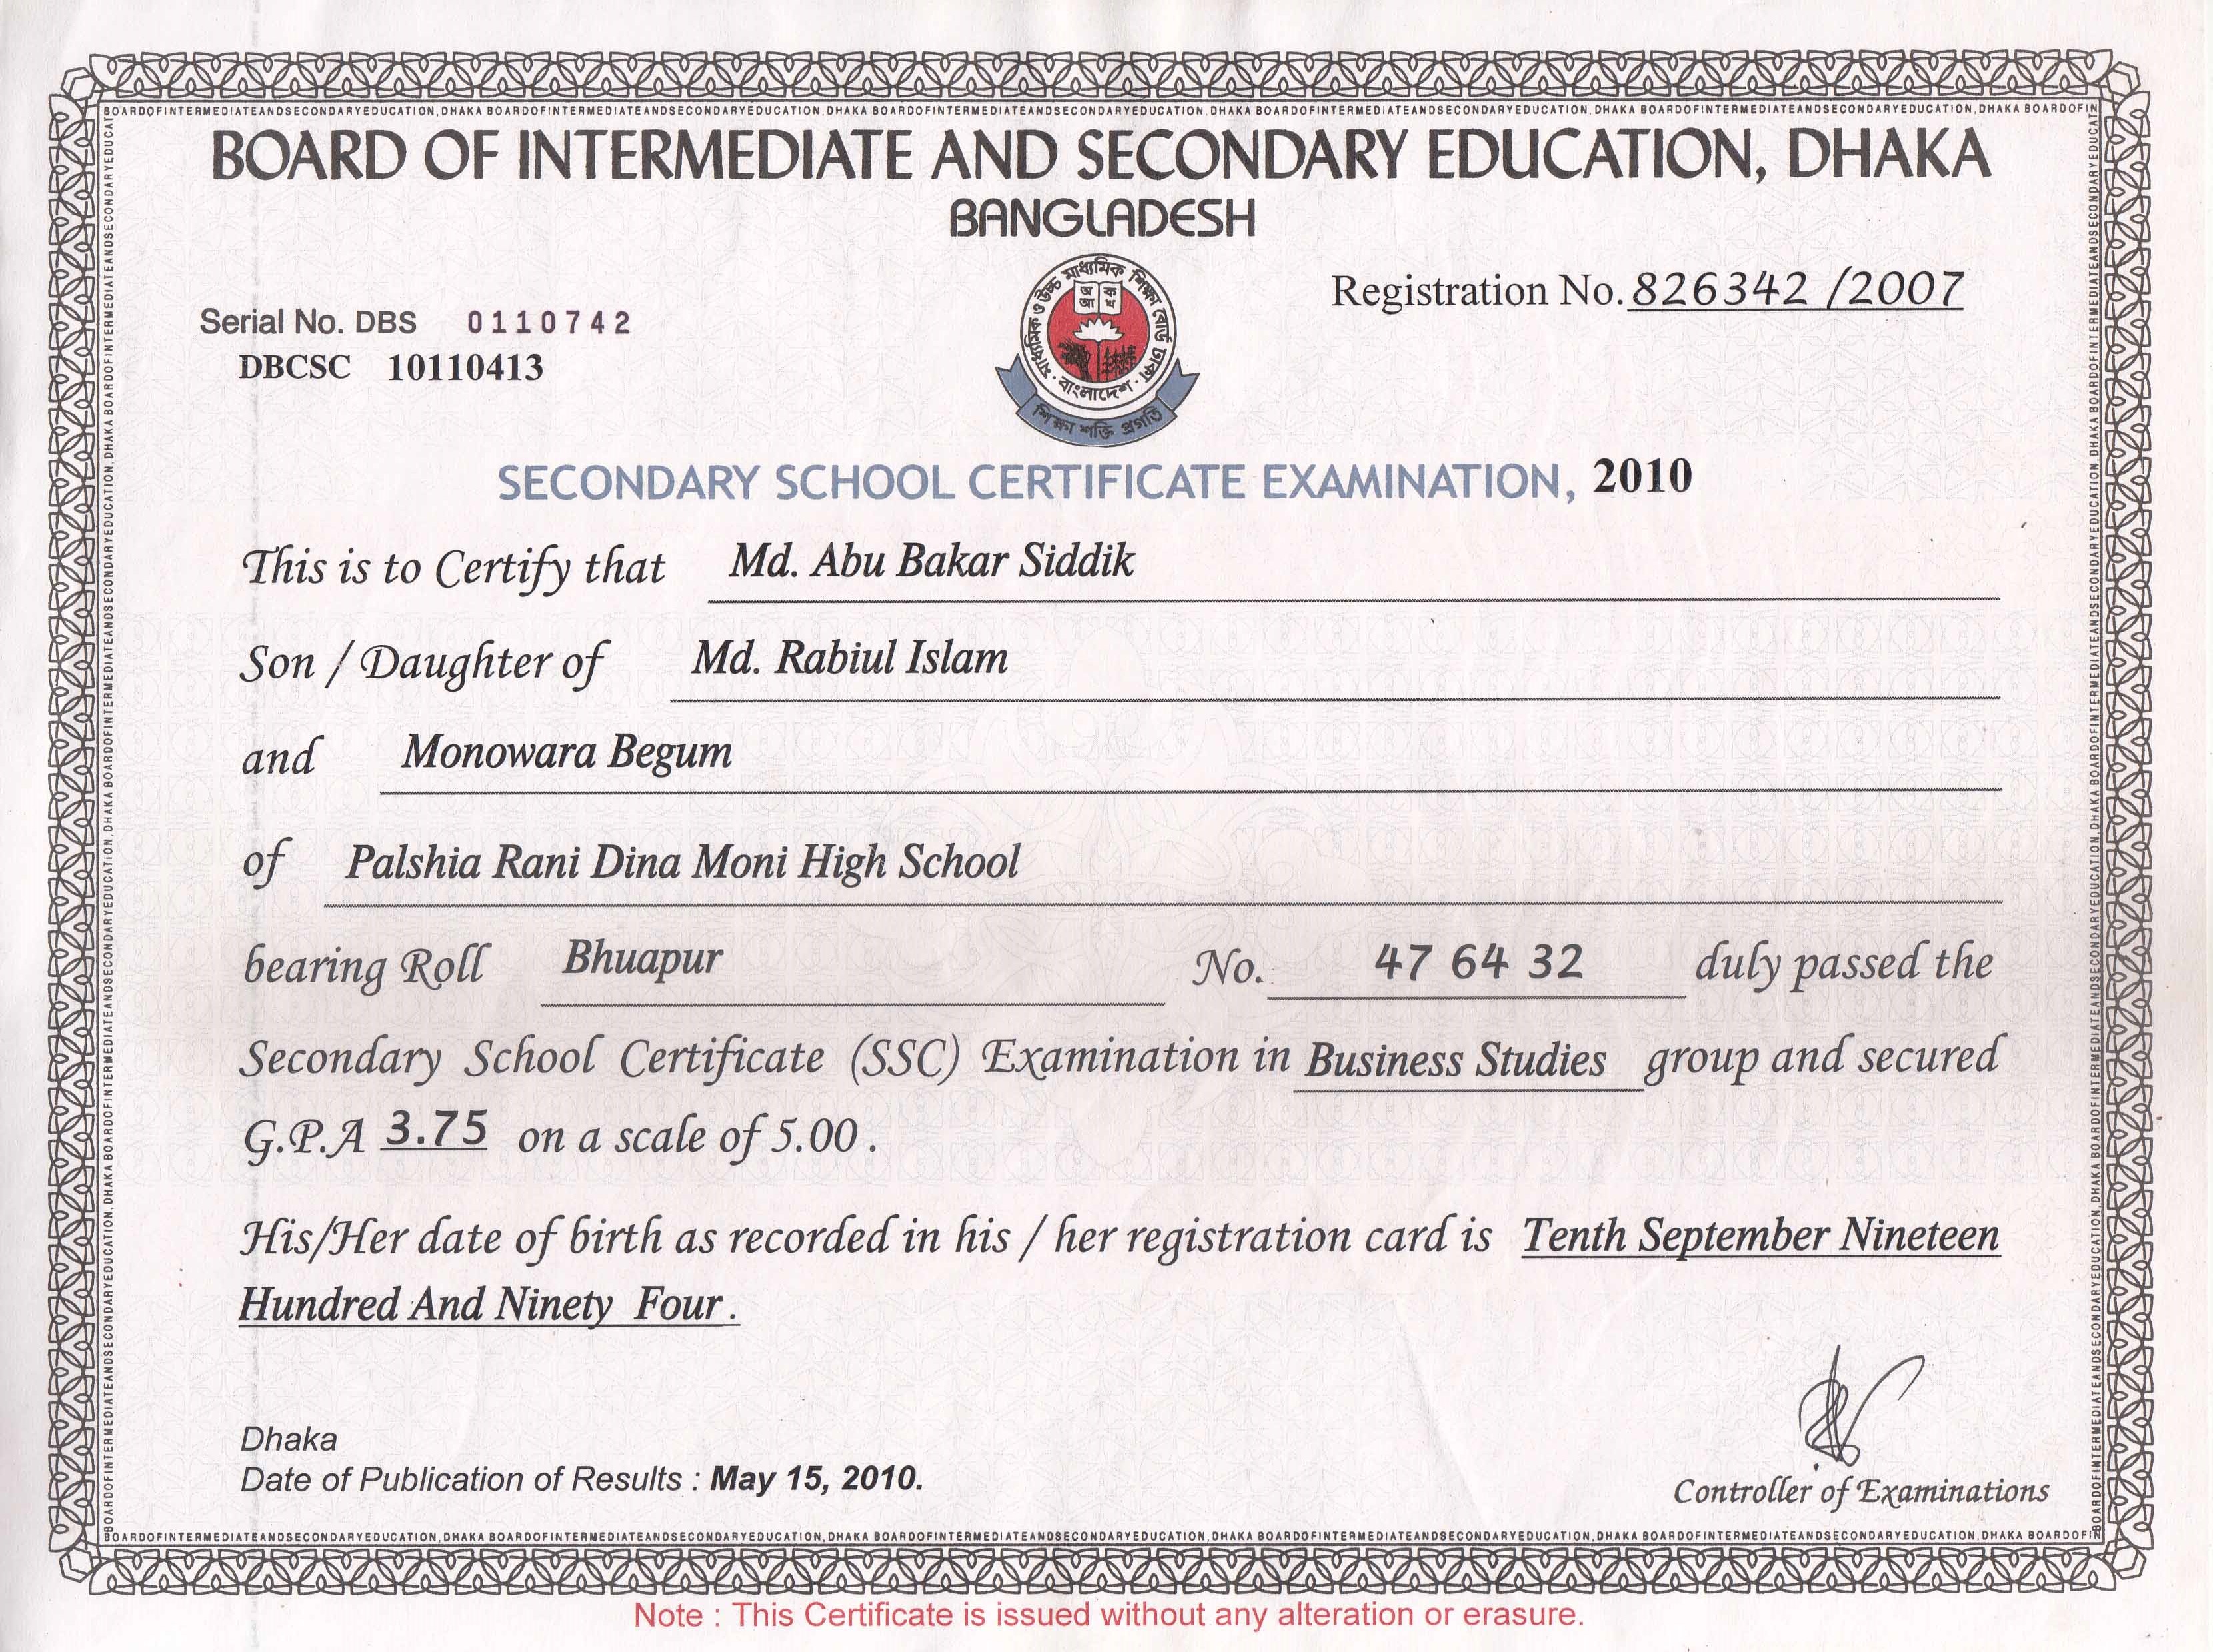 BOARDOFINTERMEDIATEANDSECONDARYEDUCATION, DHAKA BOARDOFINTERMEDIATEANDSECONDARYEDUCATION, DHAKA BOARDOFINTERMEDIATEANDSECONDARYEDUCATION, DHAKA BOARDOFINTERMEDIATEANDSECONDARYEDUCATION, DHAKA BOARDOFINTERMEDIATEANDSECONDARYEDUCATION, DHAKA BOARDOFIN
BOARD OF INTERMEDIATE AND SECONDARY EDUCATION, DHAKA
BANGLADESH
Registration No. 826342 /2007
Serial No. DBS 0110742
DBCSC 10110413
মাধ্যমিক ও উচ্চ মাধ্যমিক শিক্ষা বোর্ড ঢাকা
অ ক
আ খ
বাংলাদেশ
শিক্ষা শক্তি প্রগতি
SECONDARY SCHOOL CERTIFICATE EXAMINATION, 2010
This is to Certify that Md. Abu Bakar Siddik
Son / Daughter of Md. Rabiul Islam
and Monowara Begum
of Palshia Rani Dina Moni High School
bearing Roll Bhuapur No. 47 64 32 duly passed the
Secondary School Certificate (SSC) Examination in Business Studies group and secured
G.P.A 3.75 on a scale of 5.00 .
His/Her date of birth as recorded in his / her registration card is Tenth September Nineteen
Hundred And Ninety Four .
Dhaka
Date of Publication of Results : May 15, 2010.
Controller of Examinations
BOARDOFINTERMEDIATEANDSECONDARYEDUCATION, DHAKA BOARDOFINTERMEDIATEANDSECONDARYEDUCATION, DHAKA BOARDOFINTERMEDIATEANDSECONDARYEDUCATION, DHAKA BOARDOFINTERMEDIATEANDSECONDARYEDUCATION, DHAKA BOARDOFINTERMEDIATEANDSECONDARYEDUCATION, DHAKA BOARDOFIN
Note : This Certificate is issued without any alteration or erasure.